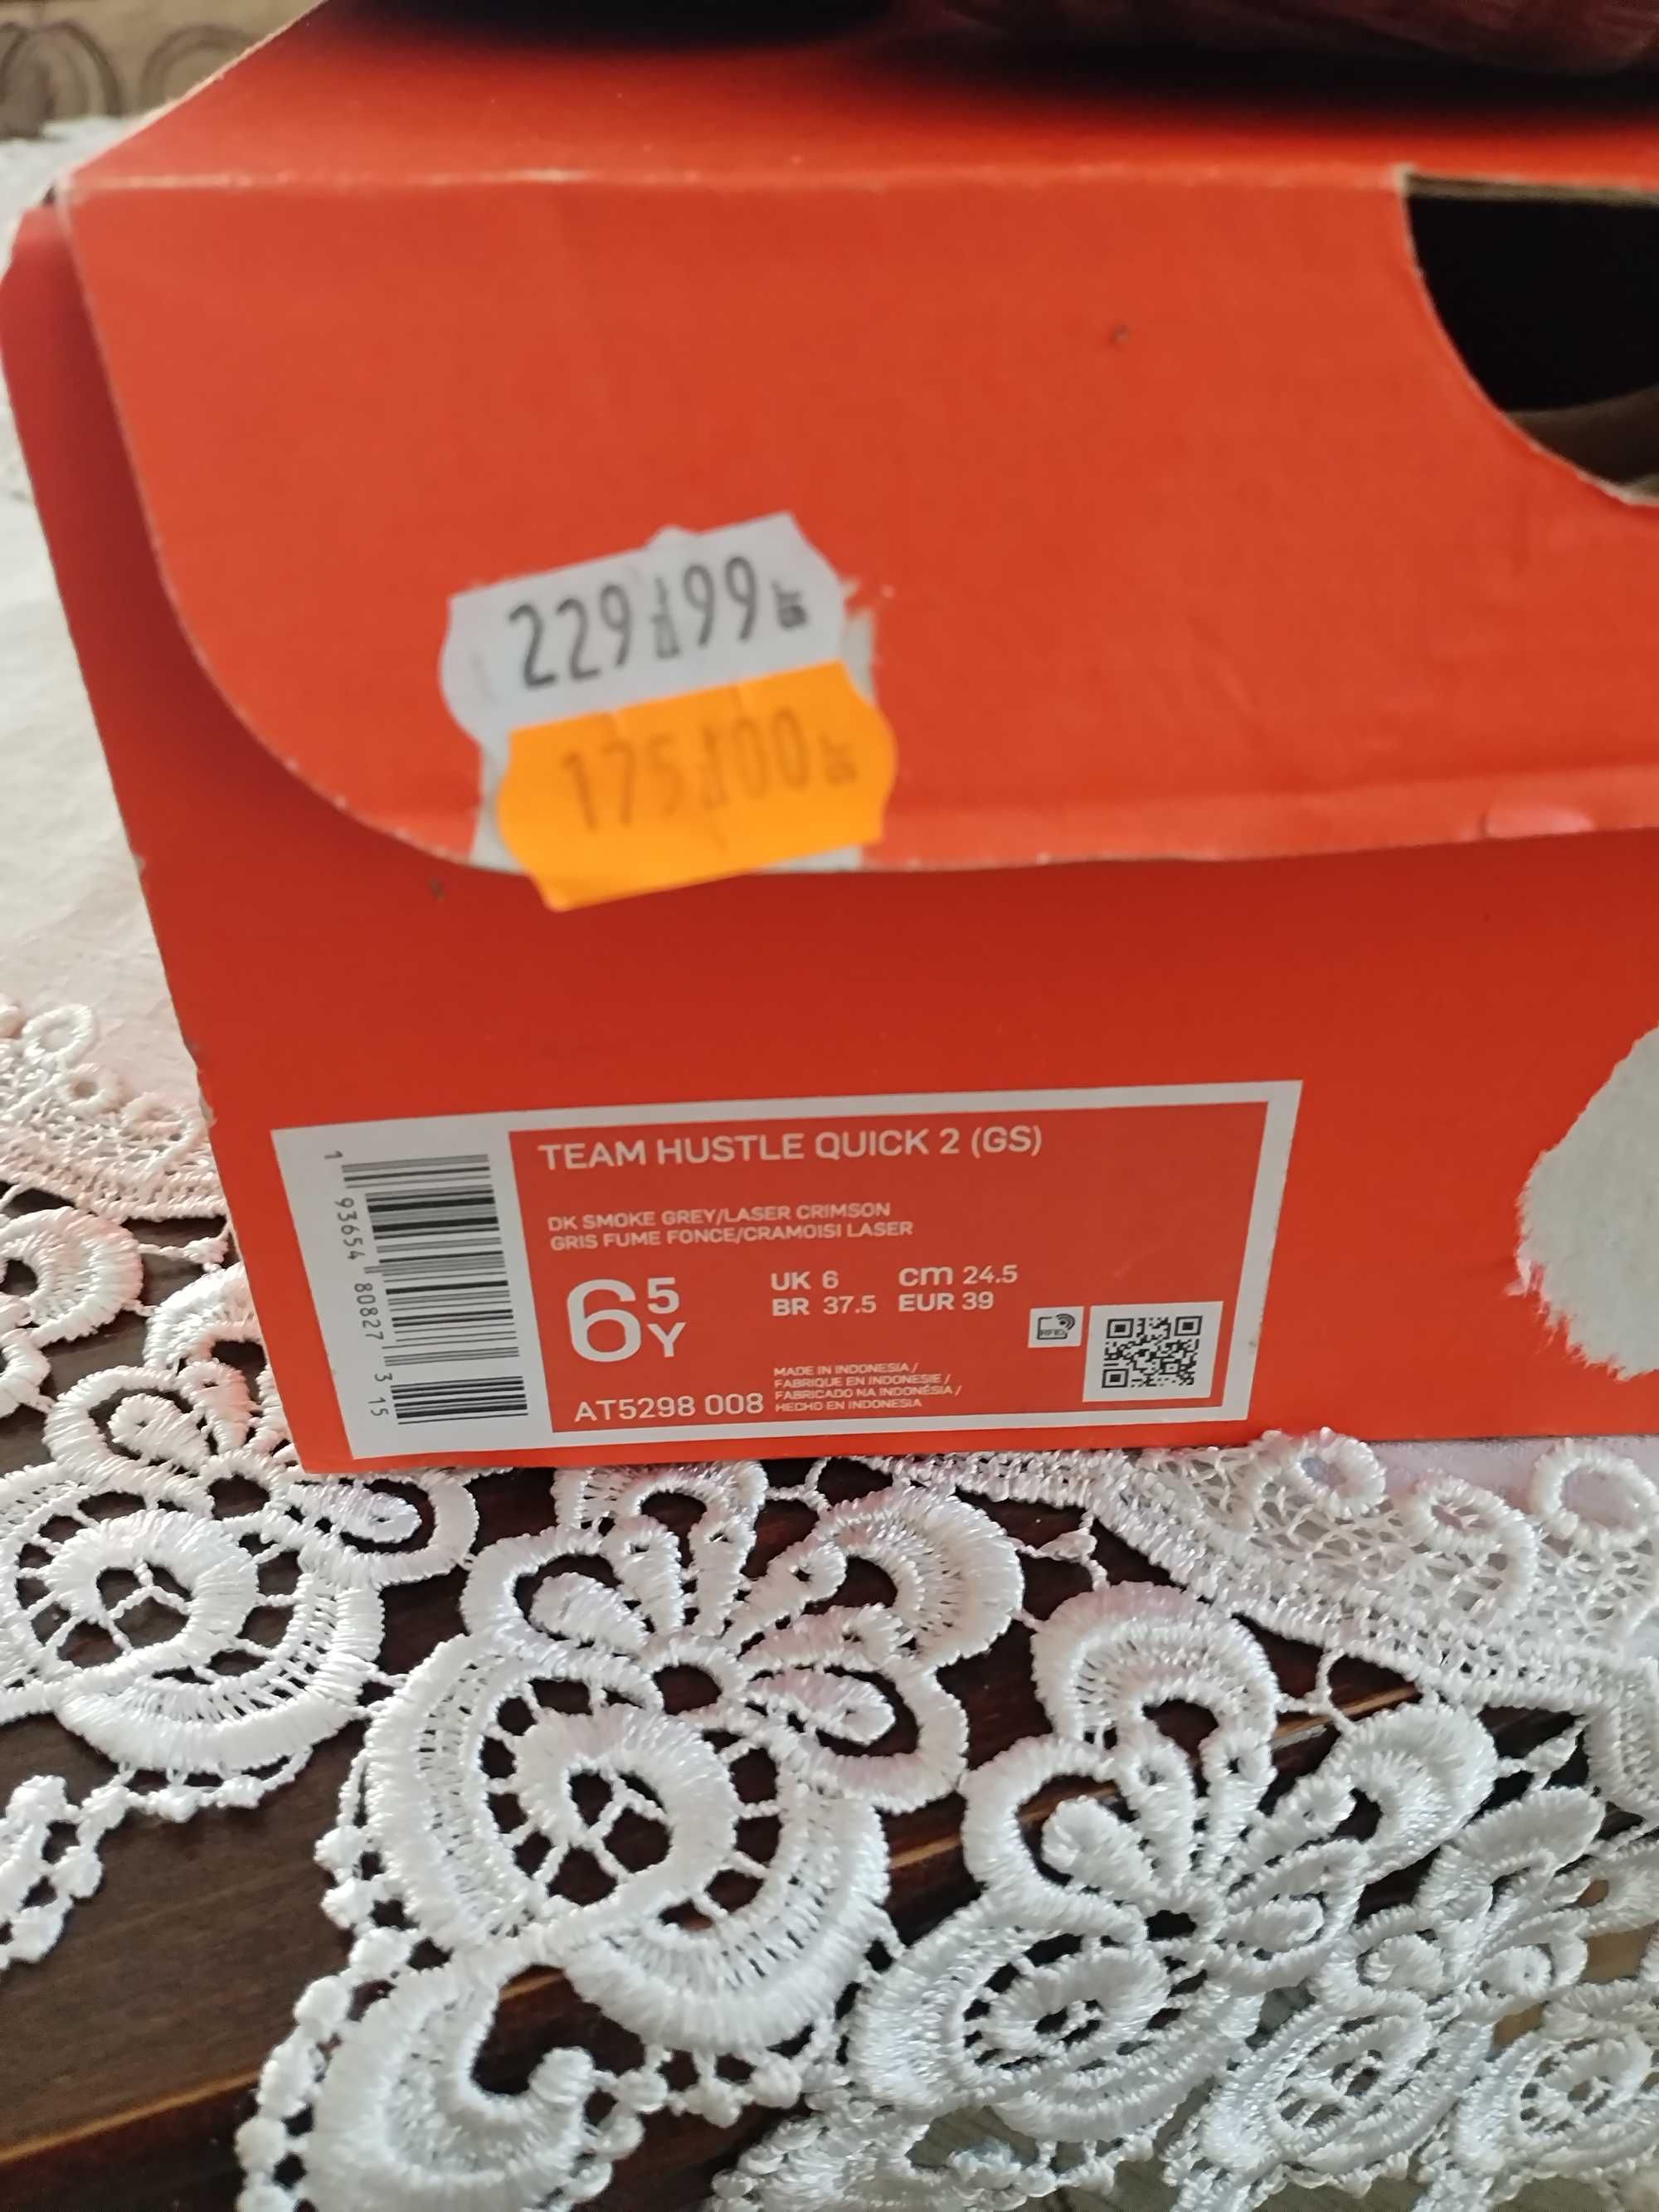 229 zł 99 gr
175 zł 00 gr
TEAM HUSTLE QUICK 2 (GS)
DK SMOKE GREY/LASER CRIMSON
GRIS FUME FONCE/CRAMOISI LASER
6 5 Y
UK 6 cm 24.5
BR 37.5 EUR 39
AT5298 008
MADE IN INDONESIA /
FABRIQUE EN INDONESIE /
FABRICADO NA INDONÉSIA /
HECHO EN INDONESIA
1 93654 80827 3 15